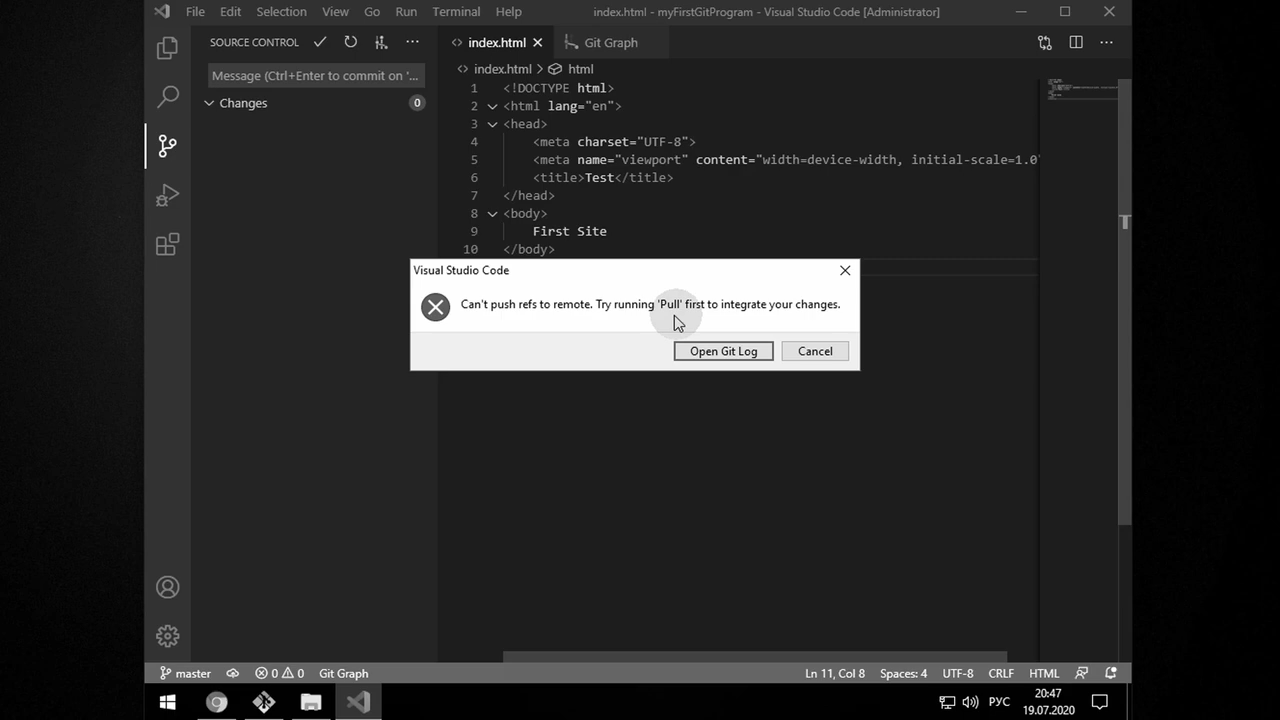 File Edit Selection View Go Run Terminal Help index.html - myFirstGitProgram - Visual Studio Code [Administrator]
SOURCE CONTROL
index.html
Git Graph
Message (Ctrl+Enter to commit on '...
index.html > html
Changes 0
1 <!DOCTYPE html>
2 <html lang="en">
3 <head>
4 <meta charset="UTF-8">
5 <meta name="viewport" content="width=device-width, initial-scale=1.0"
6 <title>Test</title>
7 </head>
8 <body>
9 First Site
10 </body>
Visual Studio Code
Can't push refs to remote. Try running 'Pull' first to integrate your changes.
Open Git Log Cancel
master 0 0 Git Graph Ln 11, Col 8 Spaces: 4 UTF-8 CRLF HTML
РУС
20:47
19.07.2020